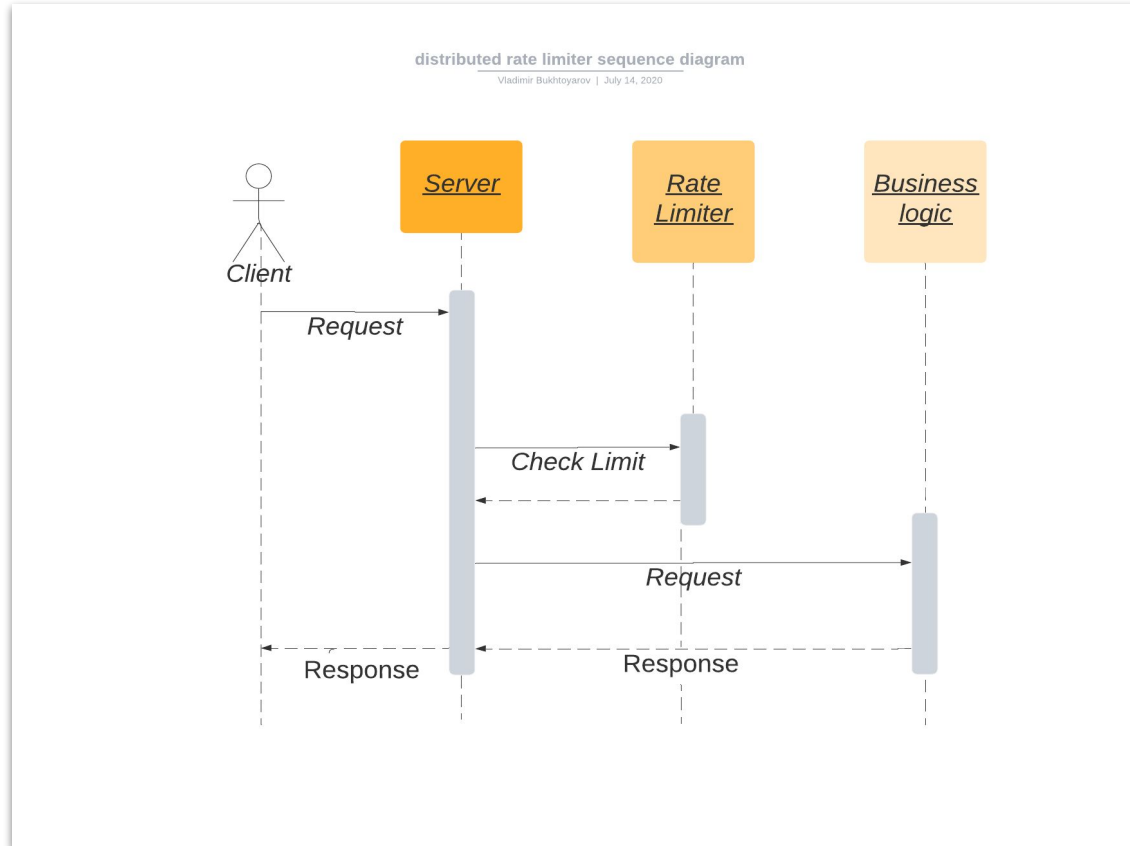 distributed rate limiter sequence diagram
Vladimir Bukhtoyarov | July 14, 2020
Server
Rate
Limiter
Business
logic
Client
Request
Check Limit
Request
Response
Response